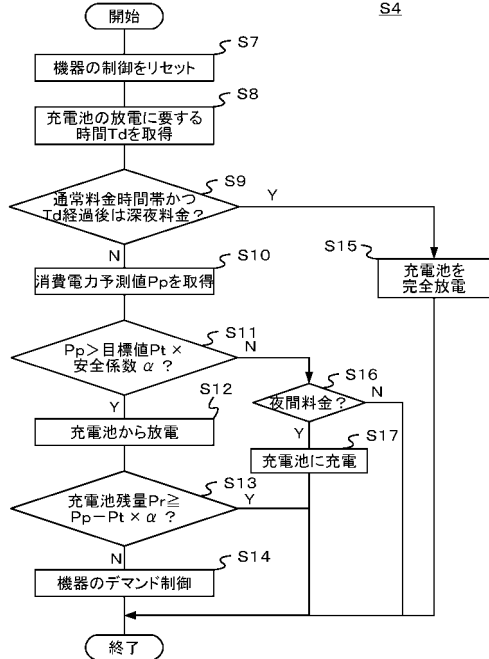 S4
開始
S7
機器の制御をリセット
S8
充電池の放電に要する
時間Tdを取得
S9
通常料金時間帯かつ
Td経過後は深夜料金？
Y
N
S10
消費電力予測値Ppを取得
S15
充電池を
完全放電
S11
Pp＞目標値Pt×
安全係数α？
N
Y
S16
夜間料金？
N
Y
S12
充電池から放電
S17
充電池に充電
S13
充電池残量Pr≧
Pp－Pt×α？
Y
N
S14
機器のデマンド制御
終了